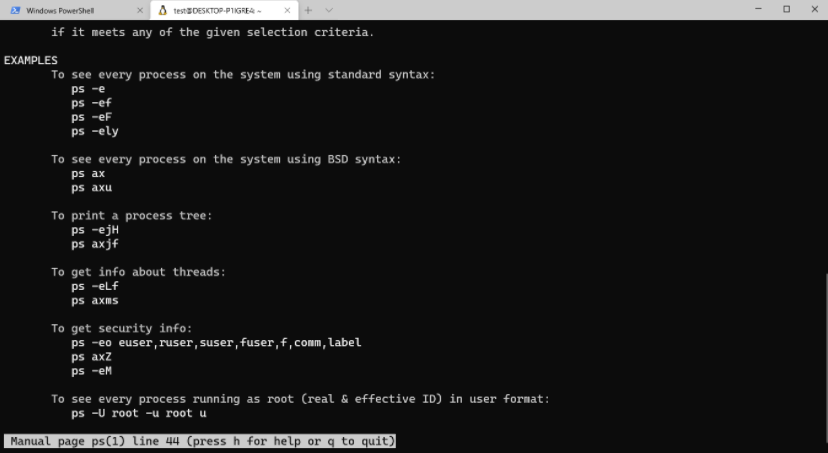 Windows PowerShell
test@DESKTOP-P1IGRE4: ~
if it meets any of the given selection criteria.
EXAMPLES
To see every process on the system using standard syntax:
ps -e
ps -ef
ps -eF
ps -ely
To see every process on the system using BSD syntax:
ps ax
ps axu
To print a process tree:
ps -ejH
ps axjf
To get info about threads:
ps -eLf
ps axms
To get security info:
ps -eo euser,ruser,suser,fuser,f,comm,label
ps axZ
ps -eM
To see every process running as root (real & effective ID) in user format:
ps -U root -u root u
Manual page ps(1) line 44 (press h for help or q to quit)